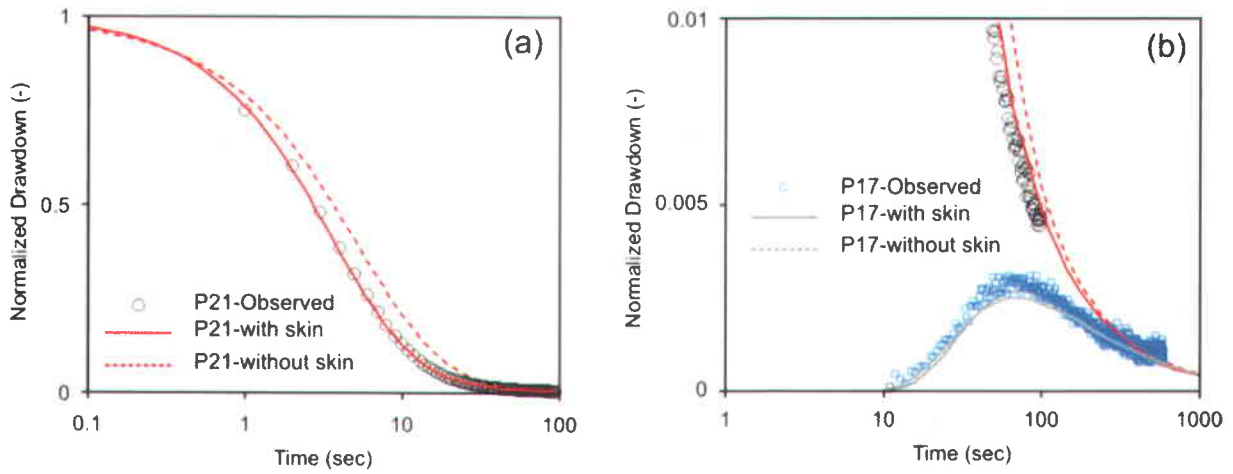 (a)
Normalized Drawdown (-)
1
0.5
0
P21-Observed
P21-with skin
P21-without skin
0.1
1
10
100
Time (sec)
(b)
Normalized Drawdown (-)
0.01
0.005
0
P17-Observed
P17-with skin
P17-without skin
1
10
100
1000
Time (sec)